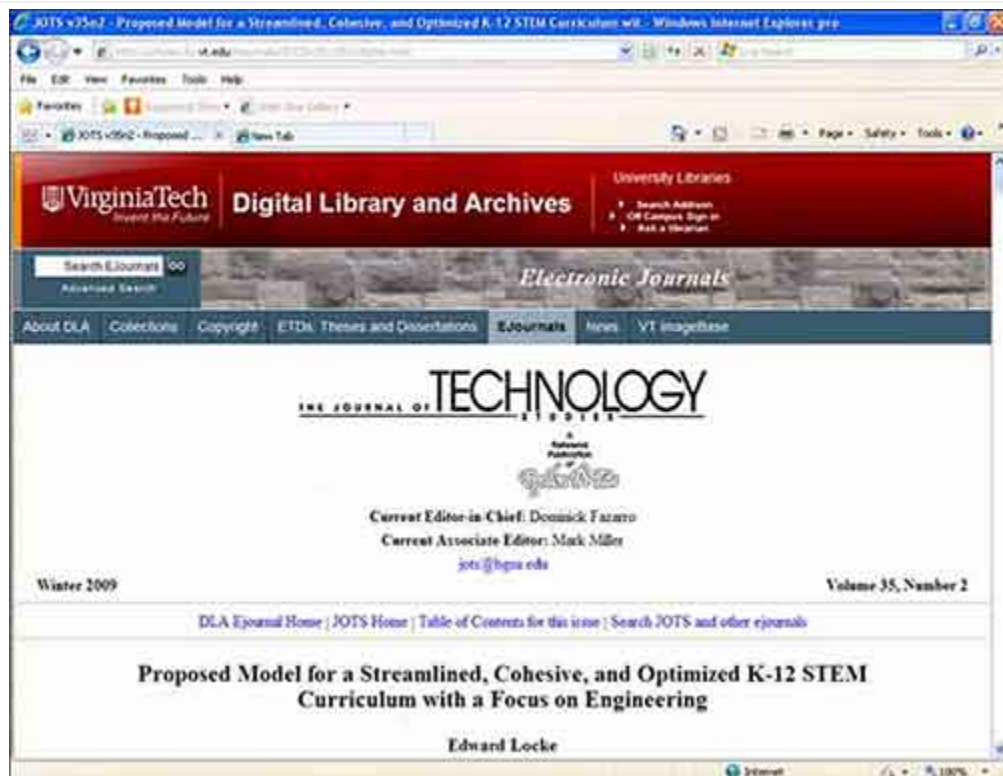 JOTS v35n2 - Proposed Model for a Streamlined, Cohesive, and Optimized K-12 STEM Curriculum wit - Windows Internet Explorer pro
vt.edu
File Edit View Favorites Tools Help
Favorites
JOTS v35n2 - Proposed ... New Tab
Page Safety Tools
VirginiaTech
Invent the Future
Digital Library and Archives
University Libraries
Search Addison
Off Campus Sign in
Ask a librarian
Search EJournals GO
Advanced Search
Electronic Journals
About DLA Collections Copyright ETDs, Theses and Dissertations EJournals News VT ImageBase
THE JOURNAL OF TECHNOLOGY
STUDIES
A
Refereed
Publication
of
Current Editor-in-Chief: Dominick Fazarro
Current Associate Editor: Mark Miller
jots@bgsu.edu
Winter 2009 Volume 35, Number 2
DLA Ejournal Home | JOTS Home | Table of Contents for this issue | Search JOTS and other ejournals
Proposed Model for a Streamlined, Cohesive, and Optimized K-12 STEM
Curriculum with a Focus on Engineering
Edward Locke
Internet 100%